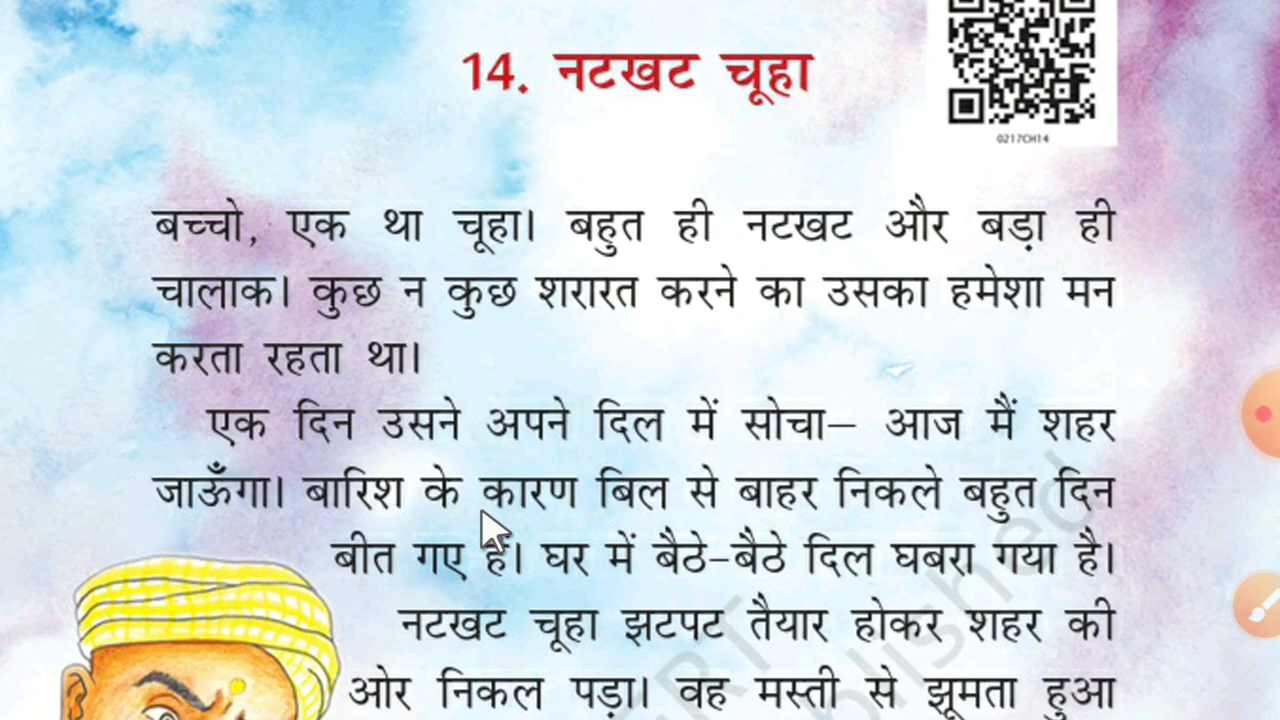 14. नटखट चूहा
0217CH14
बच्चो, एक था चूहा। बहुत ही नटखट और बड़ा ही
चालाक। कुछ न कुछ शरारत करने का उसका हमेशा मन
करता रहता था।
एक दिन उसने अपने दिल में सोचा– आज मैं शहर
जाऊँगा। बारिश के कारण बिल से बाहर निकले बहुत दिन
बीत गए हैं। घर में बैठे-बैठे दिल घबरा गया है।
नटखट चूहा झटपट तैयार होकर शहर की
ओर निकल पड़ा। वह मस्ती से झूमता हुआ